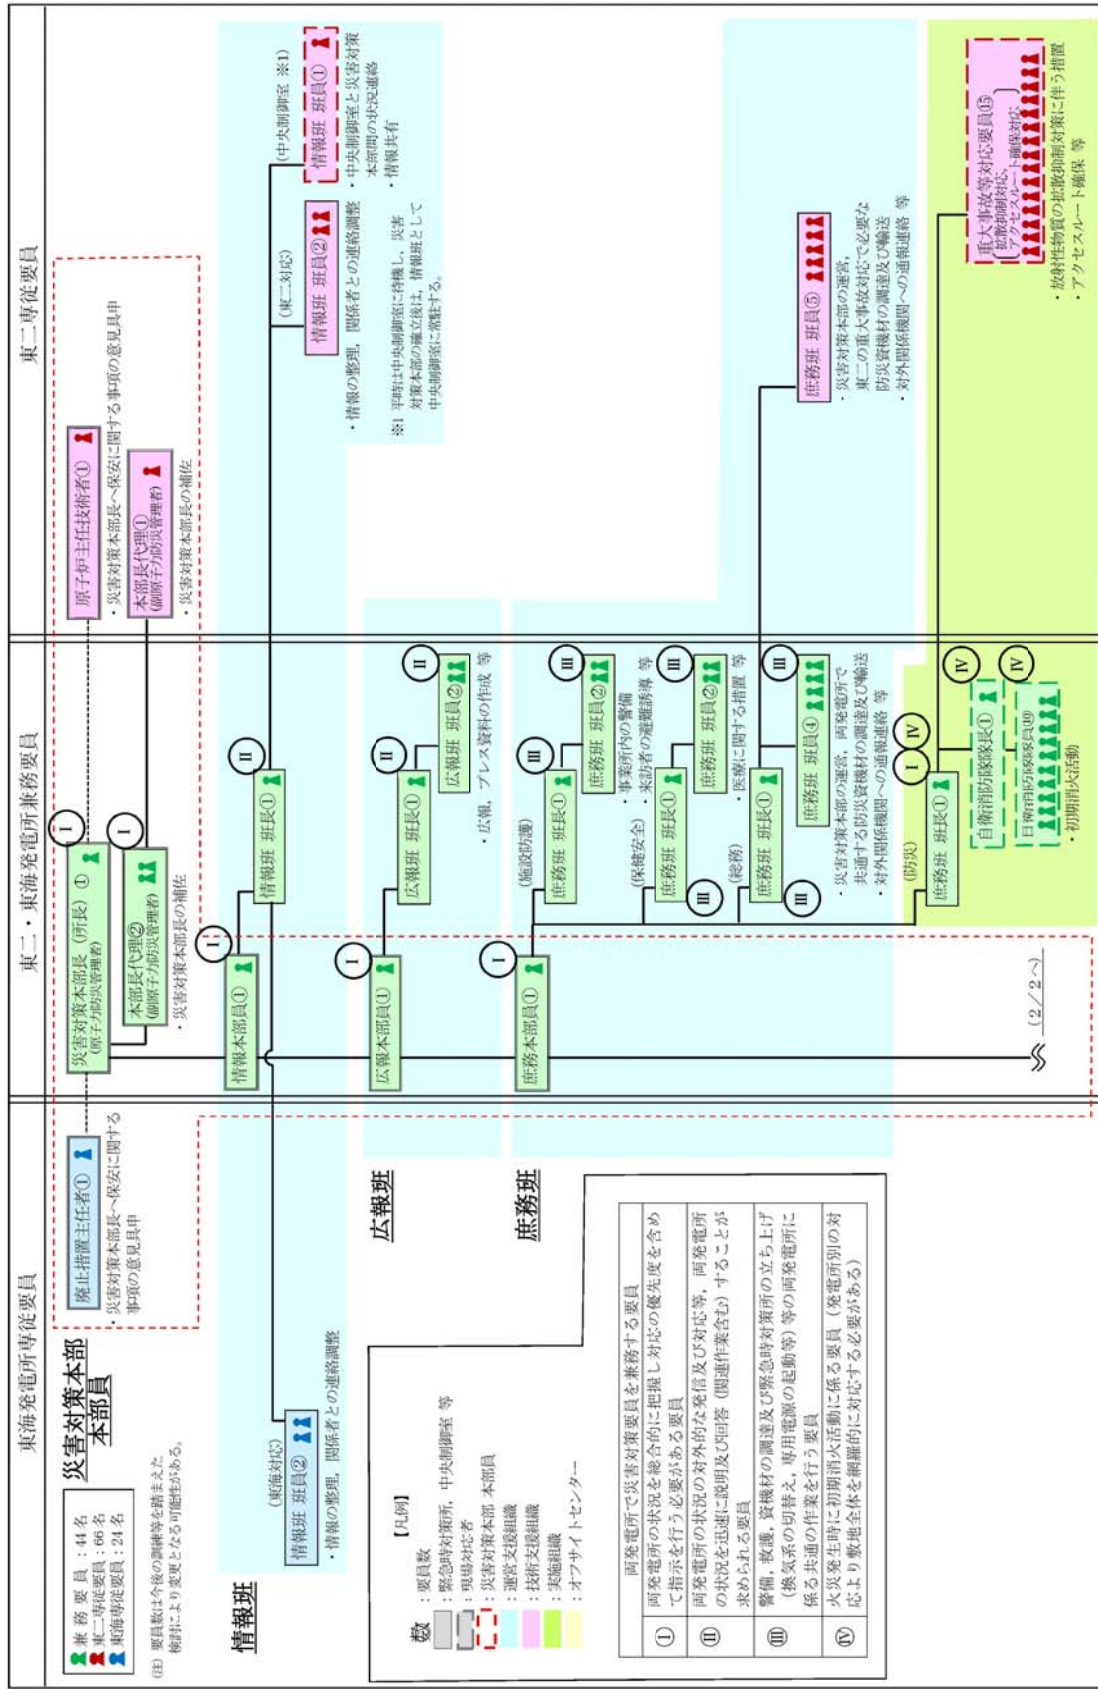 東海発電所専従要員
東二・東海発電所兼務要員
東二専従要員
兼務要員:44名
東二専従要員:66名
東海専従要員:24名
(注) 要員数は今後の訓練等を踏まえた
検討により変更となる可能性がある。
災害対策本部
本部員
廃止措置主任者①
・災害対策本部長へ保安に関する
事項の意見具申
災害対策本部長(所長)①
(原子力防災管理者)
Ⅰ
本部長代理②
(副原子力防災管理者)
Ⅰ
・災害対策本部長の補佐
原子炉主任技術者①
・災害対策本部長へ保安に関する事項の意見具申
本部長代理①
(副原子力防災管理者)
・災害対策本部長の補佐
情報班
(東海対応)
情報班 班員②
・情報の整理,関係者との連絡調整
情報本部員①
Ⅰ
情報班 班長①
Ⅱ
(東二対応)
情報班 班員②
・情報の整理,関係者との連絡調整
(中央制御室 ※1)
情報班 班員①
・中央制御室と災害対策
本部間の状況連絡
・情報共有
※1 平時は中央制御室に待機し,災害
対策本部の確立後は,情報班として
中央制御室に常駐する。
広報班
広報本部員①
Ⅰ
広報班 班長①
Ⅱ
広報班 班員②
Ⅱ
・広報,プレス資料の作成 等
庶務班
庶務本部員①
Ⅰ
(施設防護)
庶務班 班長①
Ⅲ
庶務班 班員②
Ⅲ
・事業所内の警備
・来訪者の避難誘導 等
(保健安全)
庶務班 班長①
Ⅲ
庶務班 班員②
Ⅲ
・医療に関する措置 等
(総務)
庶務班 班長①
Ⅲ
庶務班 班員④
Ⅲ
・災害対策本部の運営,両発電所で
共通する防災資機材の調達及び輸送
・対外関係機関への通報連絡 等
庶務班 班員⑤
・災害対策本部の運営,
東二の重大事故対応で必要な
防災資機材の調達及び輸送
・対外関係機関への通報連絡 等
(防災)
庶務班 班長①
Ⅰ
Ⅳ
自衛消防隊隊長①
Ⅳ
自衛消防隊隊員⑩
Ⅳ
・初期消火活動
重大事故等対応要員⑮
拡散抑制対応,
アクセスルート確保対応
・放射性物質の拡散抑制対策に伴う措置
・アクセスルート確保 等
(2/2へ)
【凡例】
数 :要員数
:緊急時対策所,中央制御室 等
:現場対応者
:災害対策本部 本部員
:運営支援組織
:技術支援組織
:実施組織
:オフサイトセンター
両発電所で災害対策要員を兼務する要員
Ⅰ 両発電所の状況を総合的に把握し対応の優先度を含め
て指示を行う必要がある要員
Ⅱ 両発電所の状況の対外的な発信及び対応等,両発電所
の状況を迅速に説明及び回答(関連作業含む)することが
求められる要員
Ⅲ 警備,救護,資機材の調達及び緊急時対策所の立ち上げ
(換気系の切替え,専用電源の起動等)等の両発電所に
係る共通の作業を行う要員
Ⅳ 火災発生時に初期消火活動に係る要員(発電所別の対
応により敷地全体を網羅的に対応する必要がある)